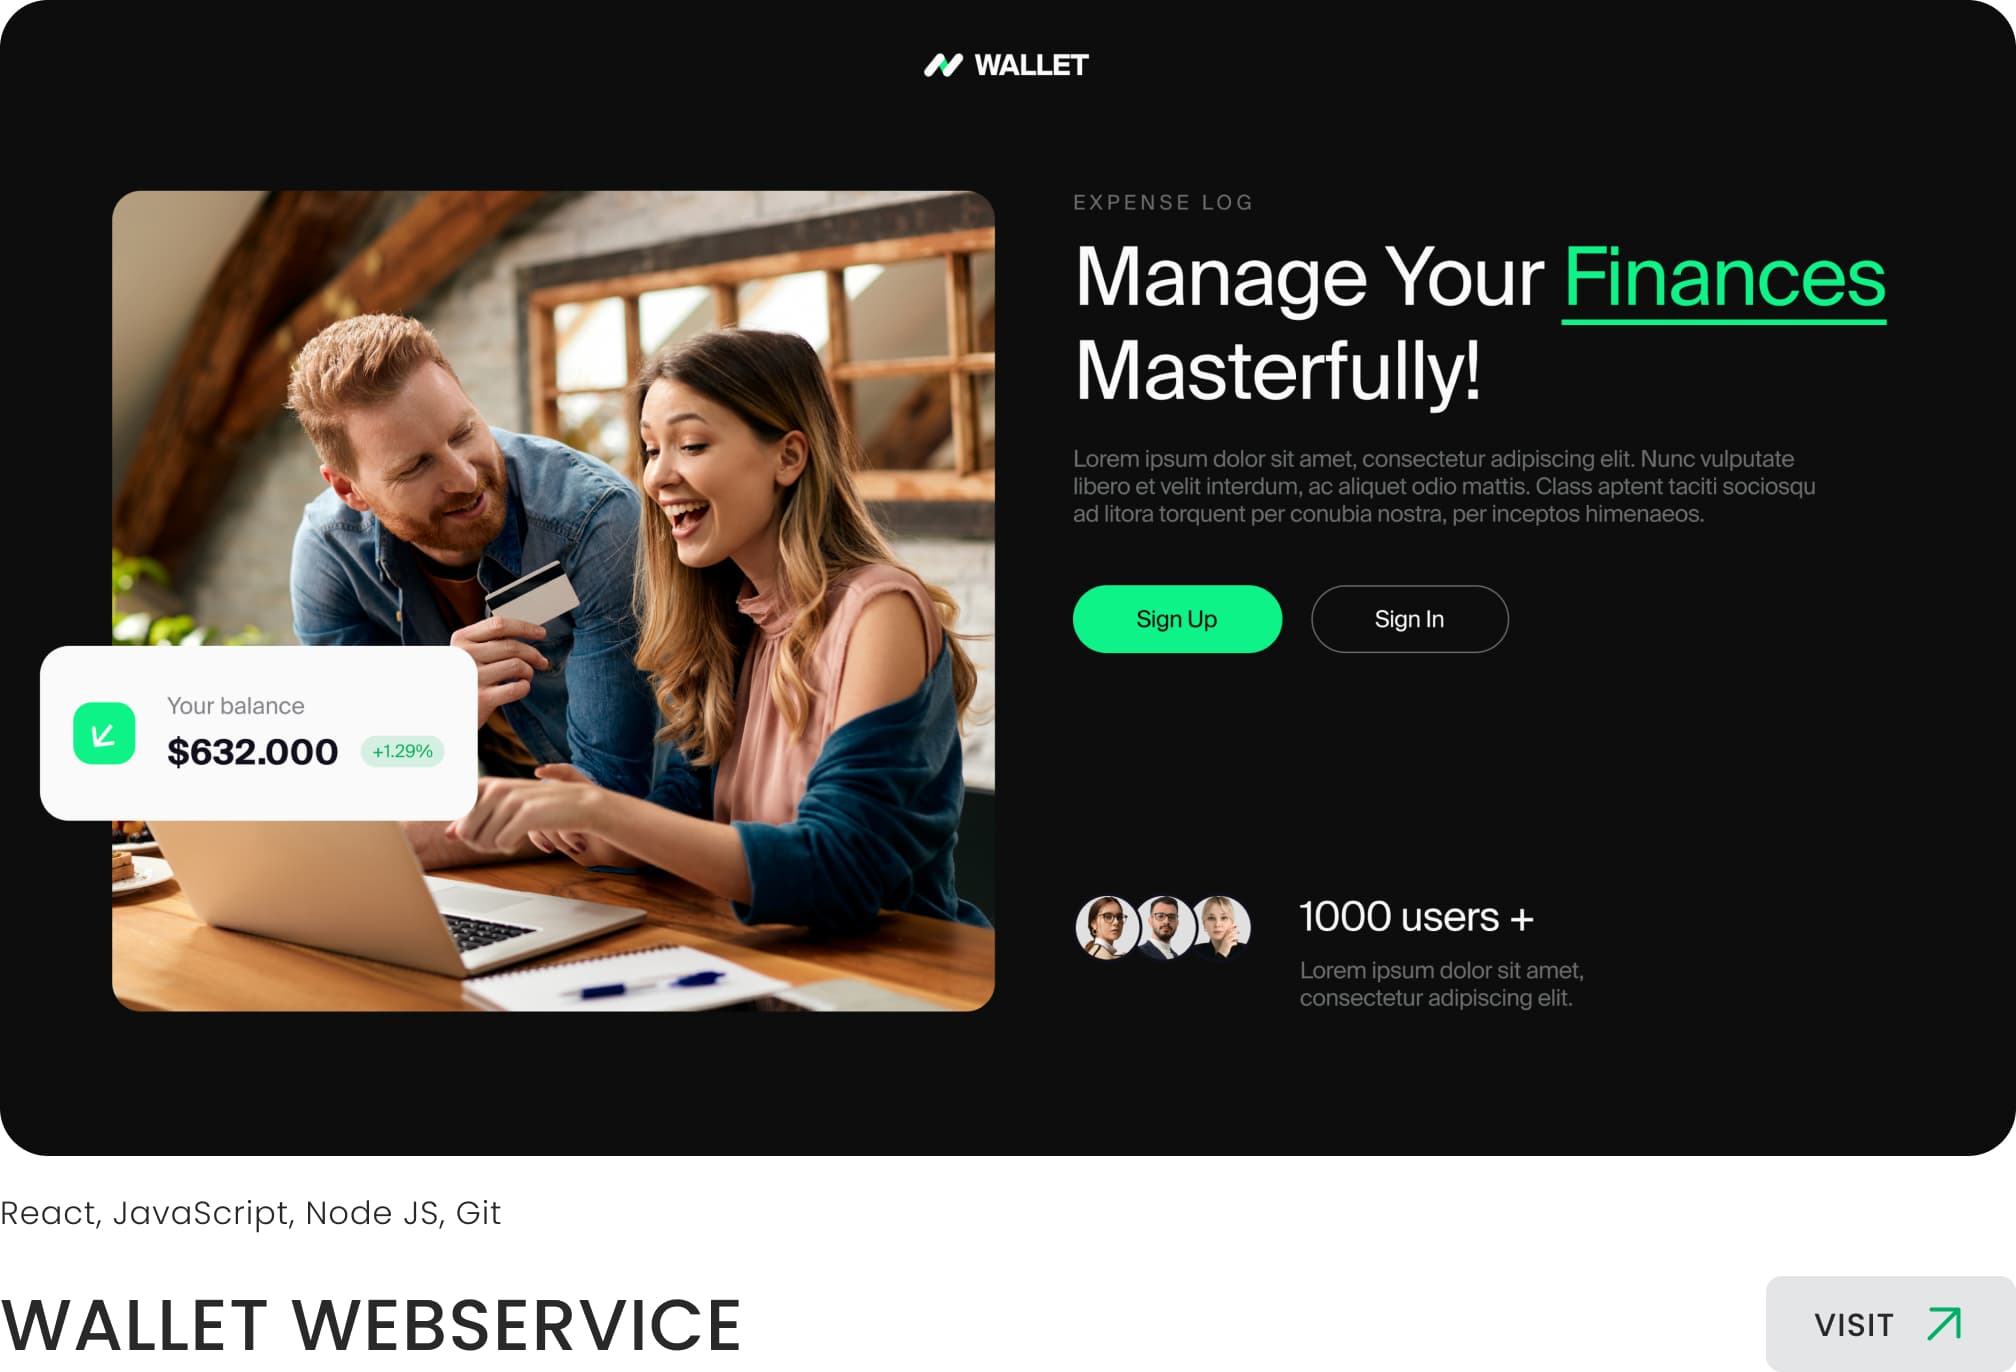 WALLET
EXPENSE LOG
Manage Your Finances
Masterfully!
Lorem ipsum dolor sit amet, consectetur adipiscing elit. Nunc vulputate
libero et velit interdum, ac aliquet odio mattis. Class aptent taciti sociosqu
ad litora torquent per conubia nostra, per inceptos himenaeos.
Sign Up
Sign In
Your balance
$632.000
+1.29%
1000 users +
Lorem ipsum dolor sit amet,
consectetur adipiscing elit.
React, JavaScript, Node JS, Git
WALLET WEBSERVICE
VISIT